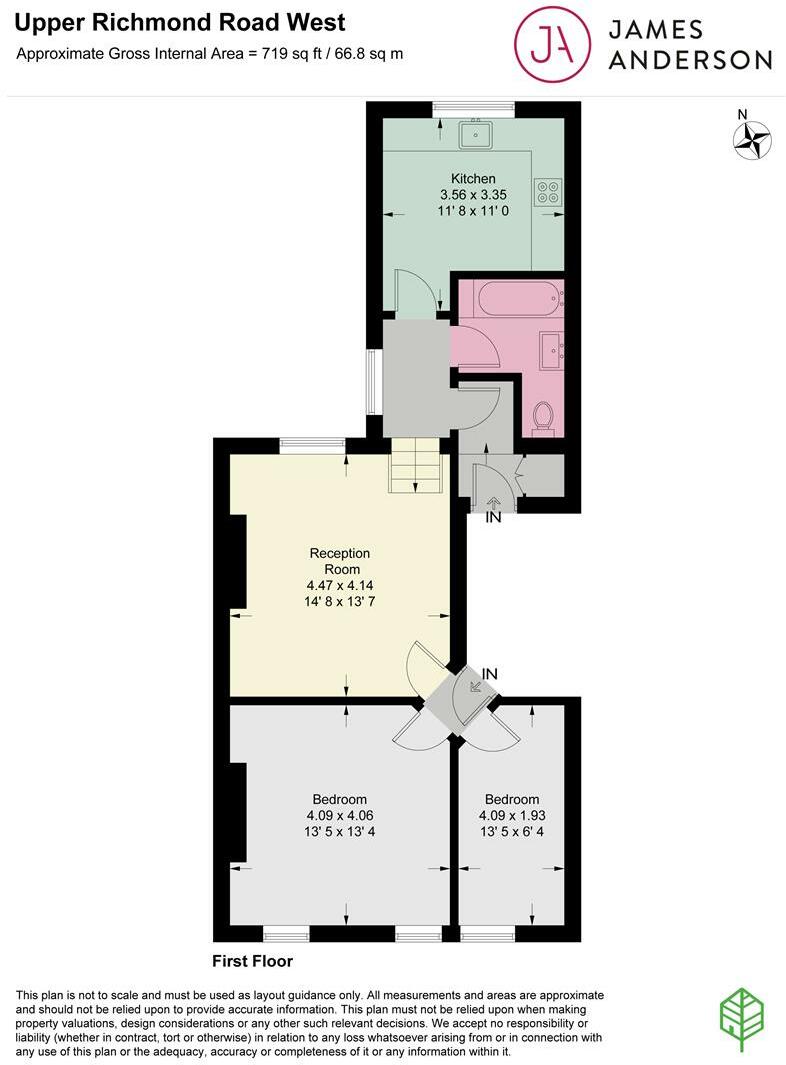 Upper Richmond Road West
Approximate Gross Internal Area = 719 sq ft / 66.8 sq m
JA
JAMES
ANDERSON
N
Kitchen
3.56 x 3.35
11' 8 x 11' 0
IN
Reception
Room
4.47 x 4.14
14' 8 x 13' 7
IN
Bedroom
4.09 x 4.06
13' 5 x 13' 4
Bedroom
4.09 x 1.93
13' 5 x 6' 4
First Floor
This plan is not to scale and must be used as layout guidance only. All measurements and areas are approximate
and should not be relied upon to provide accurate information. This plan must not be relied upon when making
property valuations, design considerations or any other such relevant decisions. We accept no responsibility or
liability (whether in contract, tort or otherwise) in relation to any loss whatsoever arising from or in connection with
any use of this plan or the adequacy, accuracy or completeness of it or any information within it.